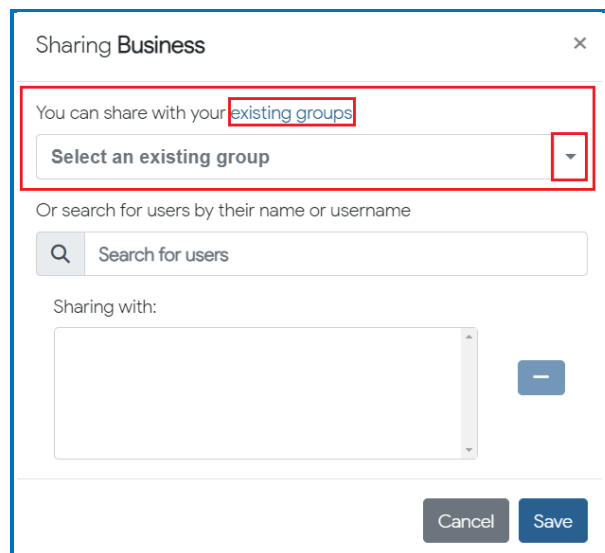 Sharing Business
You can share with your existing groups
Select an existing group
Or search for users by their name or username
Search for users
Sharing with:
Cancel Save